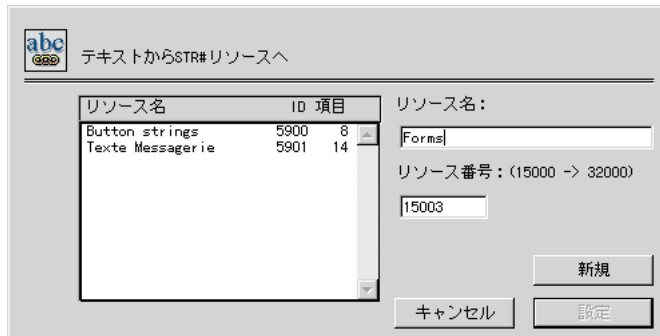 abc
テキストからSTR#リソースへ
リソース名 ID 項目
Button strings 5900 8
Texte Messagerie 5901 14
リソース名：
Forms
リソース番号：(15000 -> 32000)
15003
新規
キャンセル 設定